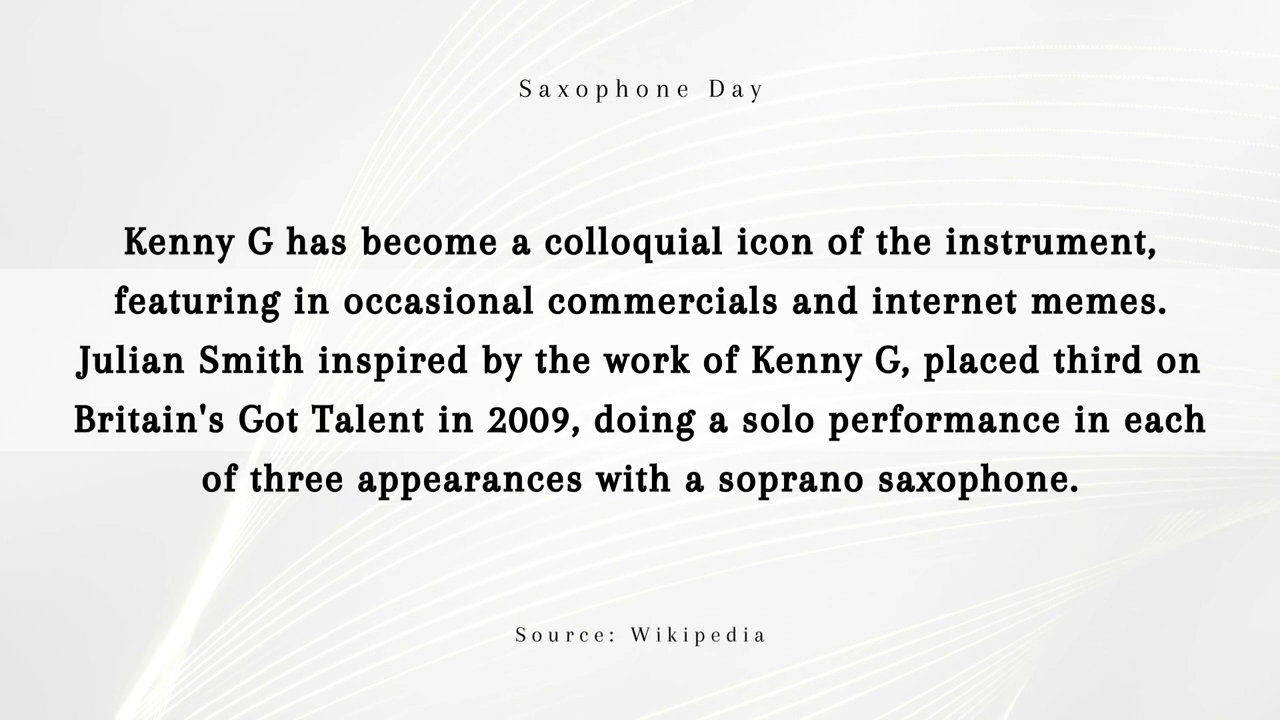 Saxophone Day
Kenny G has become a colloquial icon of the instrument,
featuring in occasional commercials and internet memes.
Julian Smith inspired by the work of Kenny G, placed third on
Britain's Got Talent in 2009, doing a solo performance in each
of three appearances with a soprano saxophone.
Source: Wikipedia